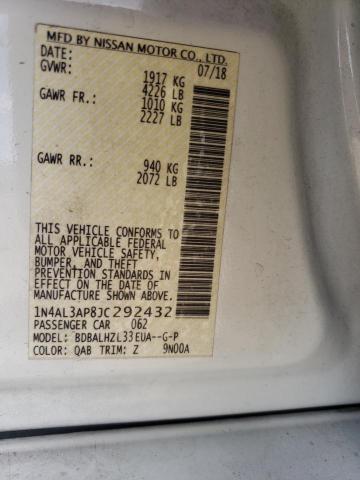 MFD BY NISSAN MOTOR CO., LTD.
DATE: 07/18
GVWR: 1917 KG
4226 LB
GAWR FR: 1010 KG
2227 LB
GAWR RR: 940 KG
2072 LB
THIS VEHICLE CONFORMS TO
ALL APPLICABLE FEDERAL
MOTOR VEHICLE SAFETY,
BUMPER, AND THEFT
PREVENTION STANDARDS IN
EFFECT ON THE DATE OF
MANUFACTURE SHOWN ABOVE.
1N4AL3AP8JC292432
PASSENGER CAR 062
MODEL: BDBALHZL33EUA--G-P
COLOR: QAB TRIM: Z 9N00A